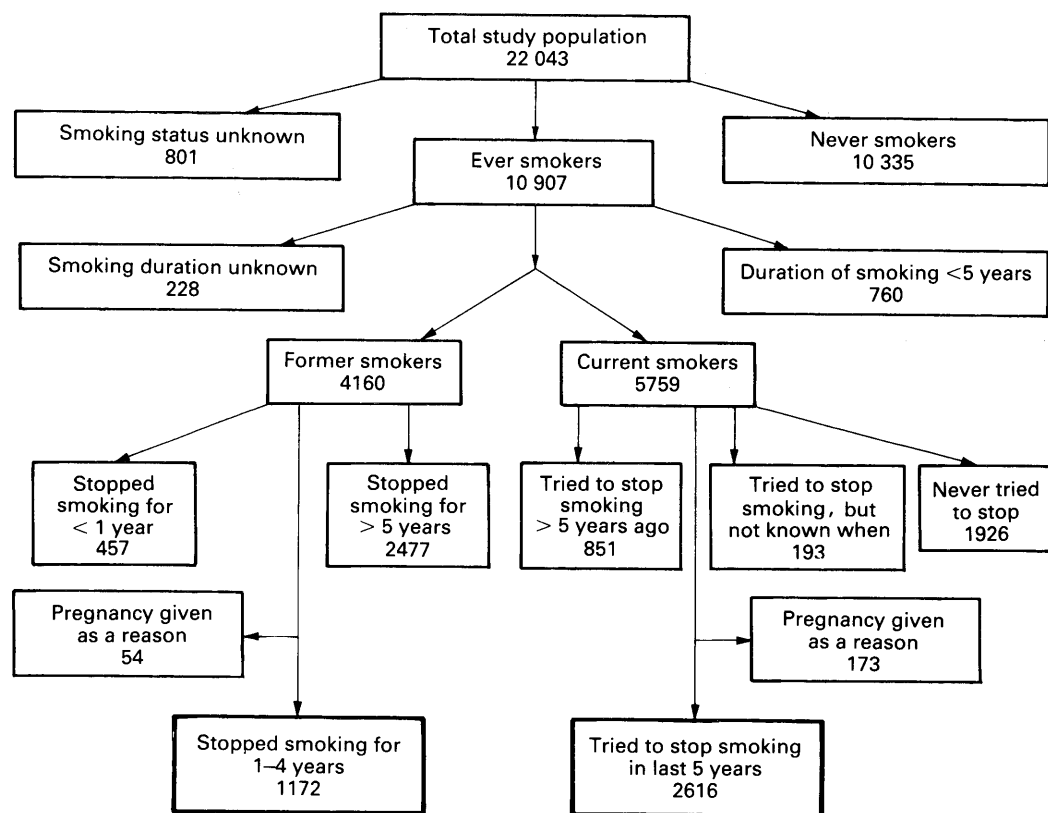 Total study population
22 043
Smoking status unknown
801
Ever smokers
10 907
Never smokers
10 335
Smoking duration unknown
228
Duration of smoking <5 years
760
Former smokers
4160
Current smokers
5759
Stopped
smoking for
< 1 year
457
Stopped
smoking for
> 5 years
2477
Tried to stop
smoking
> 5 years ago
851
Tried to stop
smoking, but
not known when
193
Never tried
to stop
1926
Pregnancy given
as a reason
54
Pregnancy given
as a reason
173
Stopped smoking for
1–4 years
1172
Tried to stop smoking
in last 5 years
2616